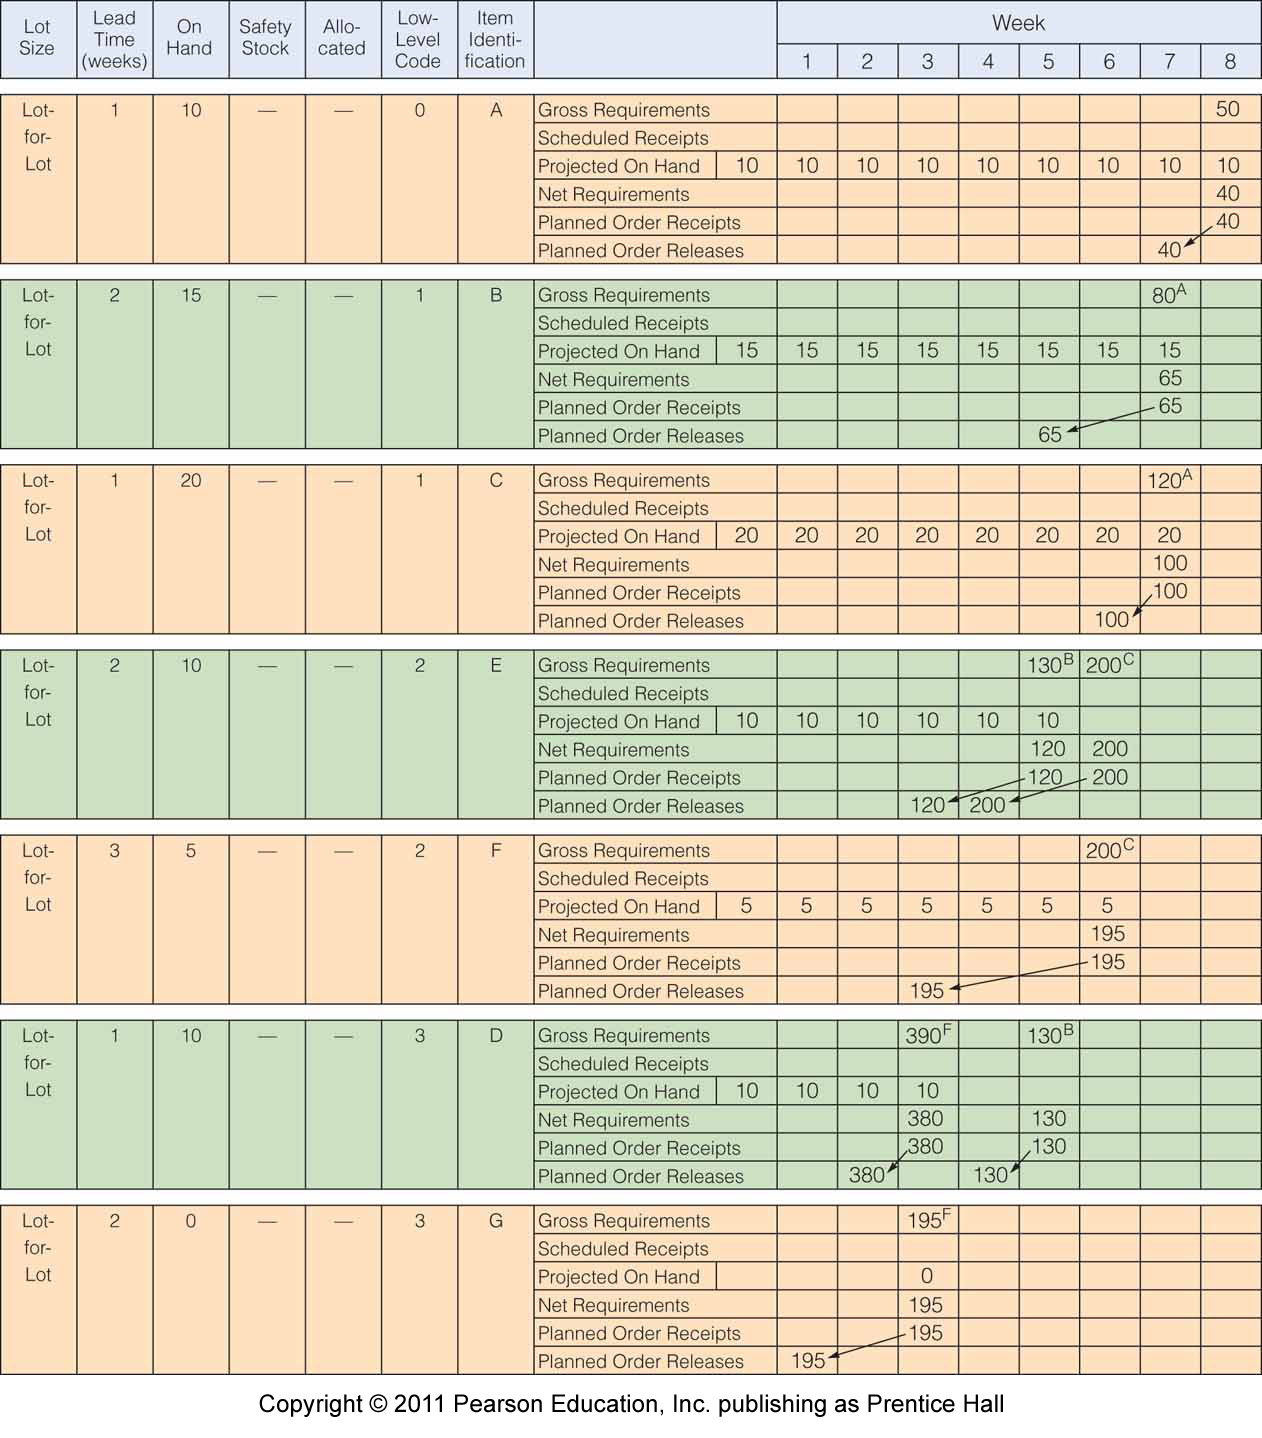 Lot Size Lead Time (weeks) On Hand Safety Stock Allo-cated Low-Level Code Item Identi-fication Week
1 2 3 4 5 6 7 8
Lot-for-Lot 1 10 — — 0 A Gross Requirements 50
Scheduled Receipts
Projected On Hand 10 10 10 10 10 10 10 10 10
Net Requirements 40
Planned Order Receipts 40
Planned Order Releases 40
Lot-for-Lot 2 15 — — 1 B Gross Requirements 80A
Scheduled Receipts
Projected On Hand 15 15 15 15 15 15 15 15
Net Requirements 65
Planned Order Receipts 65
Planned Order Releases 65
Lot-for-Lot 1 20 — — 1 C Gross Requirements 120A
Scheduled Receipts
Projected On Hand 20 20 20 20 20 20 20 20
Net Requirements 100
Planned Order Receipts 100
Planned Order Releases 100
Lot-for-Lot 2 10 — — 2 E Gross Requirements 130B 200C
Scheduled Receipts
Projected On Hand 10 10 10 10 10 10
Net Requirements 120 200
Planned Order Receipts 120 200
Planned Order Releases 120 200
Lot-for-Lot 3 5 — — 2 F Gross Requirements 200C
Scheduled Receipts
Projected On Hand 5 5 5 5 5 5 5
Net Requirements 195
Planned Order Receipts 195
Planned Order Releases 195
Lot-for-Lot 1 10 — — 3 D Gross Requirements 390F 130B
Scheduled Receipts
Projected On Hand 10 10 10 10
Net Requirements 380 130
Planned Order Receipts 380 130
Planned Order Releases 380 130
Lot-for-Lot 2 0 — — 3 G Gross Requirements 195F
Scheduled Receipts
Projected On Hand 0
Net Requirements 195
Planned Order Receipts 195
Planned Order Releases 195
Copyright © 2011 Pearson Education, Inc. publishing as Prentice Hall